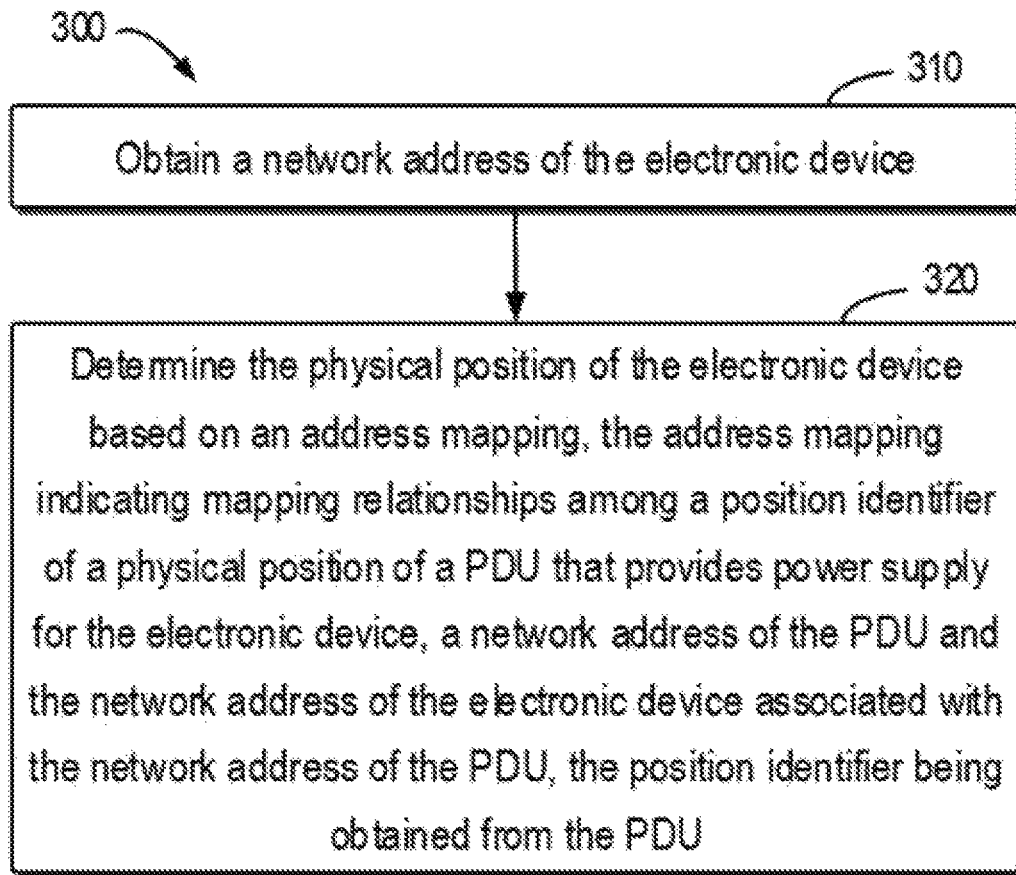 300
310
Obtain a network address of the electronic device
320
Determine the physical position of the electronic device
based on an address mapping, the address mapping
indicating mapping relationships among a position identifier
of a physical position of a PDU that provides power supply
for the electronic device, a network address of the PDU and
the network address of the electronic device associated with
the network address of the PDU, the position identifier being
obtained from the PDU